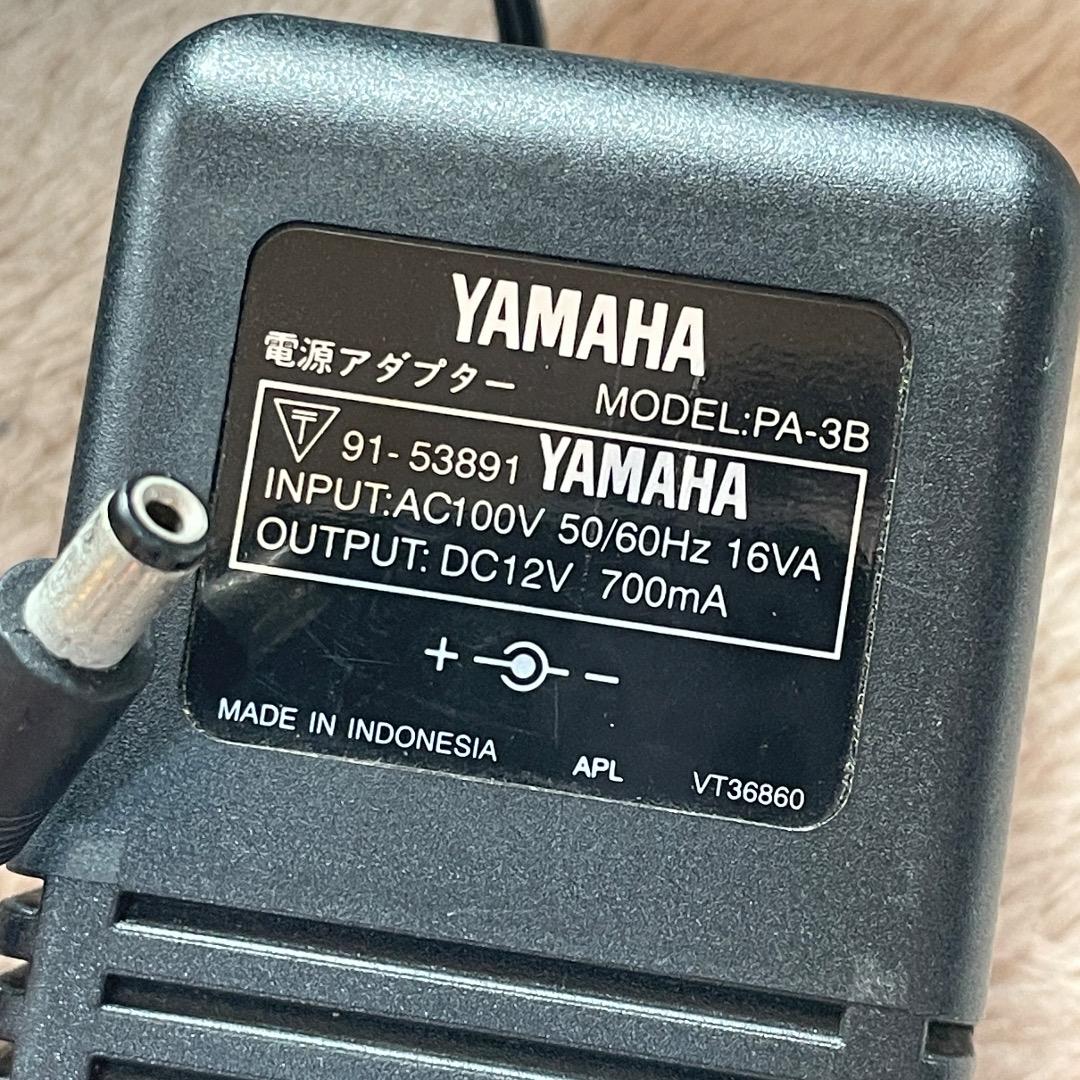 YAMAHA
電源アダプター MODEL:PA-3B
〒 91-53891 YAMAHA
INPUT:AC100V 50/60Hz 16VA
OUTPUT: DC12V 700mA
+ −
MADE IN INDONESIA APL VT36860